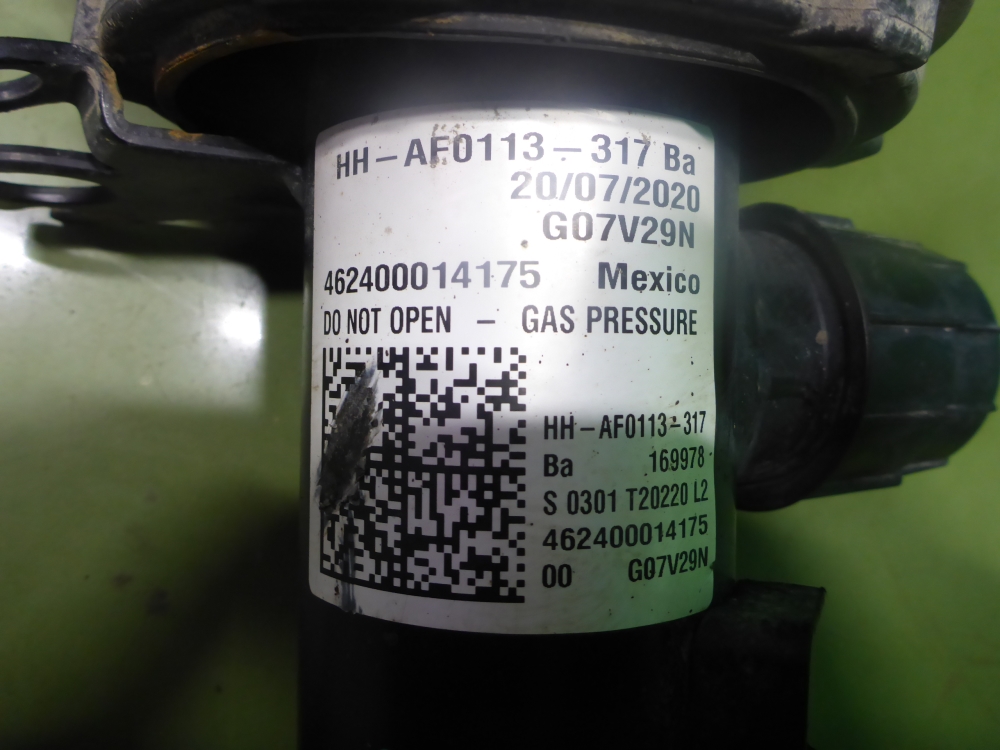 HH-AF0113-317 Ba
20/07/2020
G07V29N
462400014175 Mexico
DO NOT OPEN - GAS PRESSURE
HH-AF0113-317
Ba 169978
S 0301 T20220 L2
462400014175
00 G07V29N